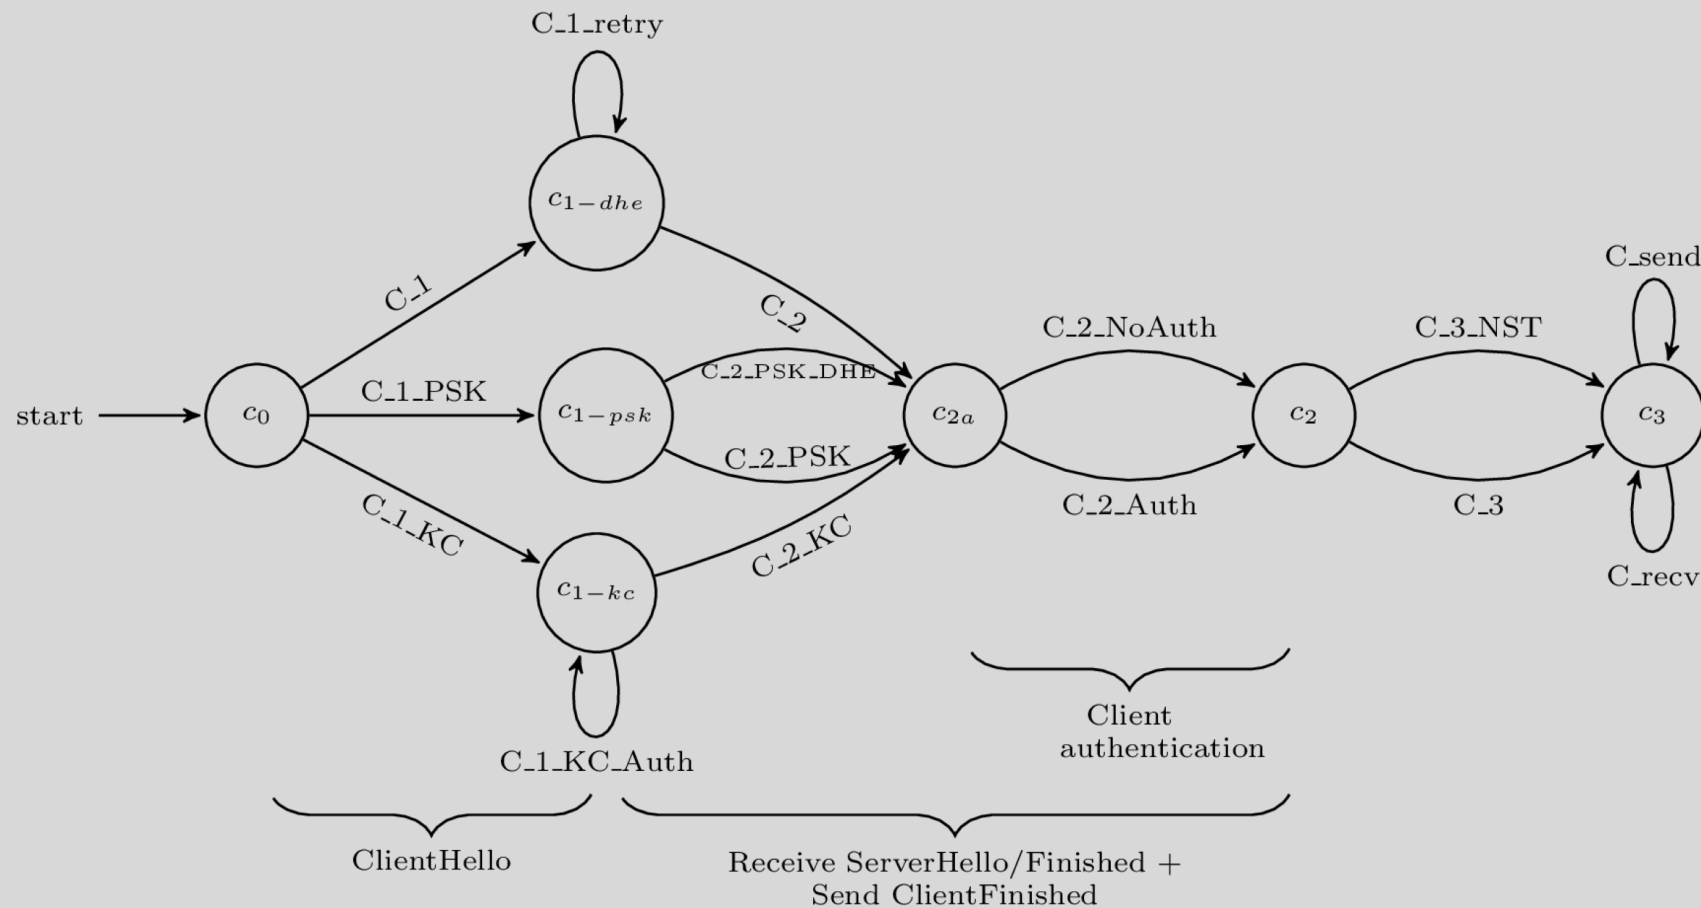 C_1_retry
c1−dhe
C_1
C_2
C_send
C_2_NoAuth
C_3_NST
C_2_PSK_DHE
C_1_PSK
start
c0
c1−psk
c2a
c2
c3
C_2_PSK
C_1_KC
C_2_Auth
C_3
C_2_KC
c1−kc
C_recv
Client
authentication
C_1_KC_Auth
ClientHello
Receive ServerHello/Finished +
Send ClientFinished